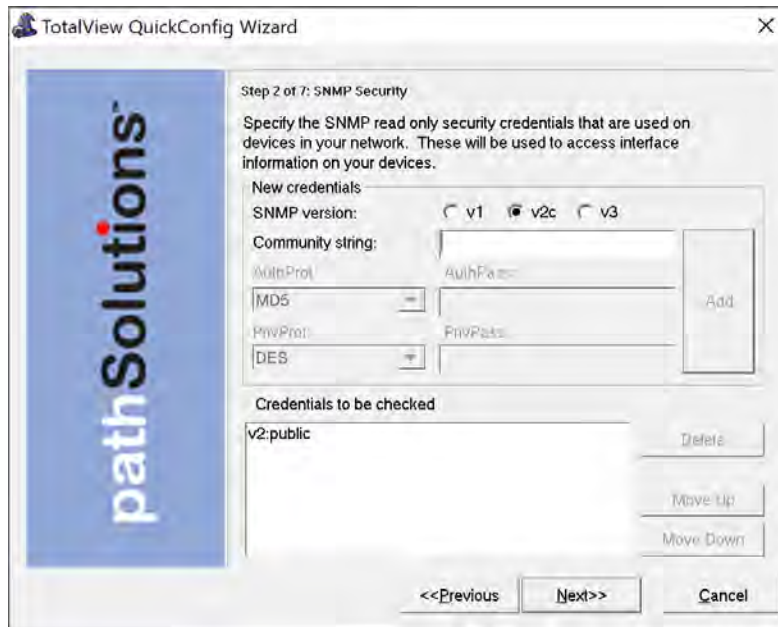 TotalView QuickConfig Wizard
pathSolutions™
Step 2 of 7: SNMP Security
Specify the SNMP read only security credentials that are used on
devices in your network. These will be used to access interface
information on your devices.
New credentials
SNMP version:
v1 v2c v3
Community string:
AuthProt: AuthPass:
MD5
Add
PrivProt: PrivPass:
DES
Credentials to be checked
v2:public
Delete
Move Up
Move Down
<<Previous Next>> Cancel